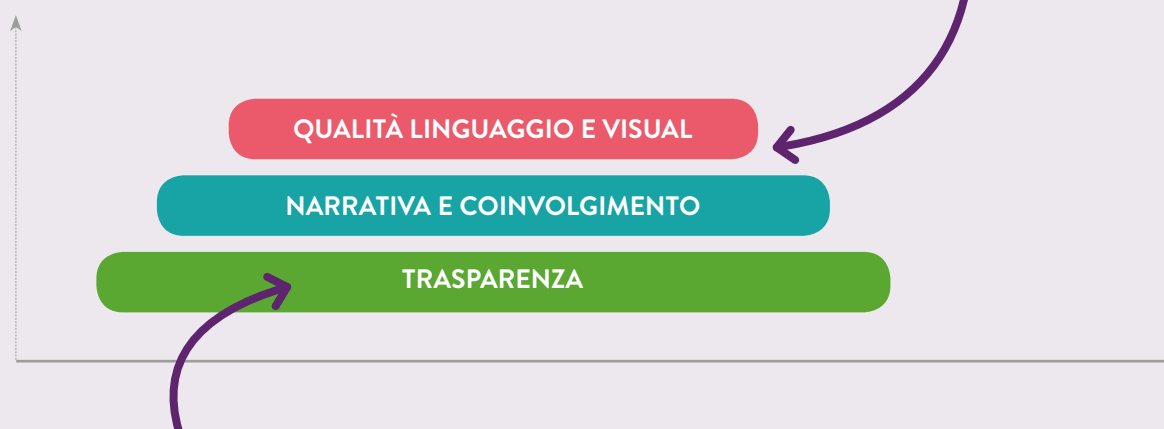 QUALITÀ LINGUAGGIO E VISUAL
NARRATIVA E COINVOLGIMENTO
TRASPARENZA